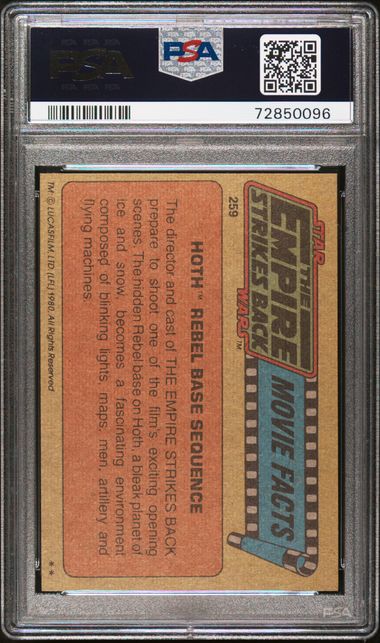 PSA
PSA
72850096
STAR
THE
EMPIRE
STRIKES BACK
WARS™
MOVIE FACTS
259
HOTH™ REBEL BASE SEQUENCE
The director and cast of THE EMPIRE STRIKES BACK
prepare to shoot one of the film's exciting opening
scenes. The hidden Rebel base on Hoth, a bleak planet of
ice and snow, becomes a fascinating environment
composed of blinking lights, maps, men, artillery and
flying machines.
TM: © LUCASFILM, LTD. (LFL) 1980. All Rights Reserved.
**
PSA